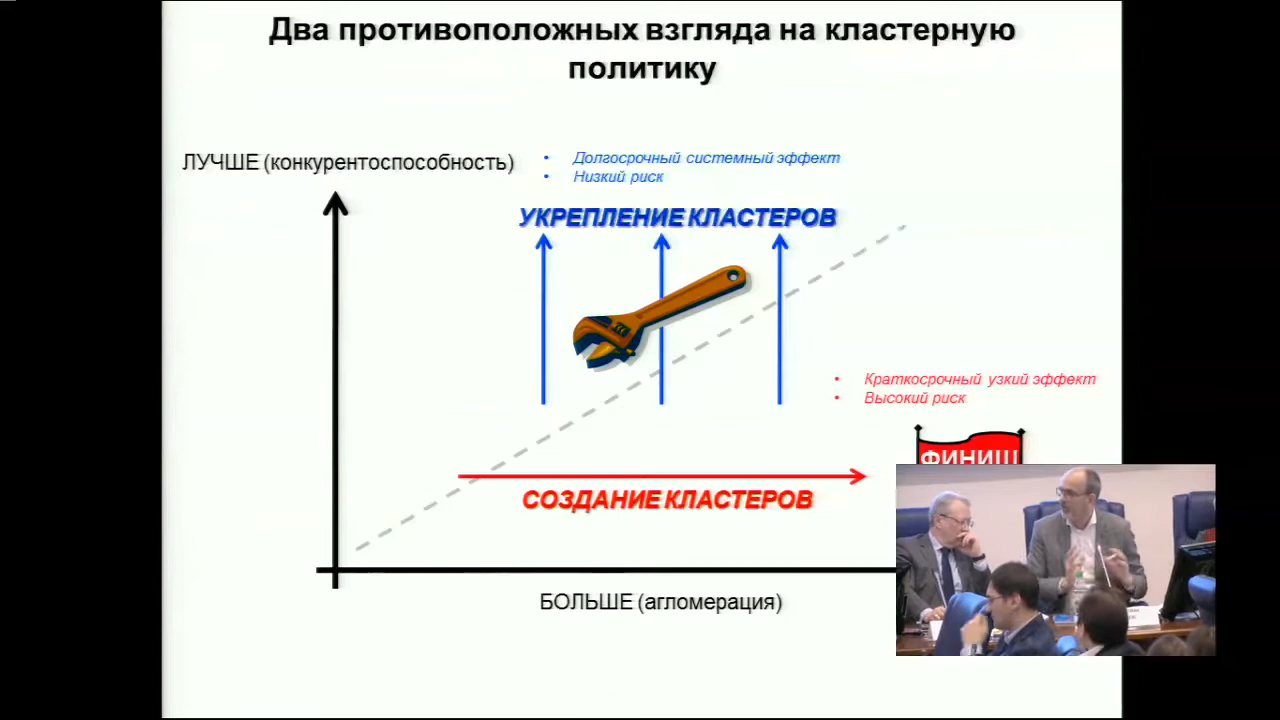 Два противоположных взгляда на кластерную
политику
ЛУЧШЕ (конкурентоспособность)
• Долгосрочный системный эффект
• Низкий риск
УКРЕПЛЕНИЕ КЛАСТЕРОВ
• Краткосрочный узкий эффект
• Высокий риск
ФИНИШ
СОЗДАНИЕ КЛАСТЕРОВ
БОЛЬШЕ (агломерация)